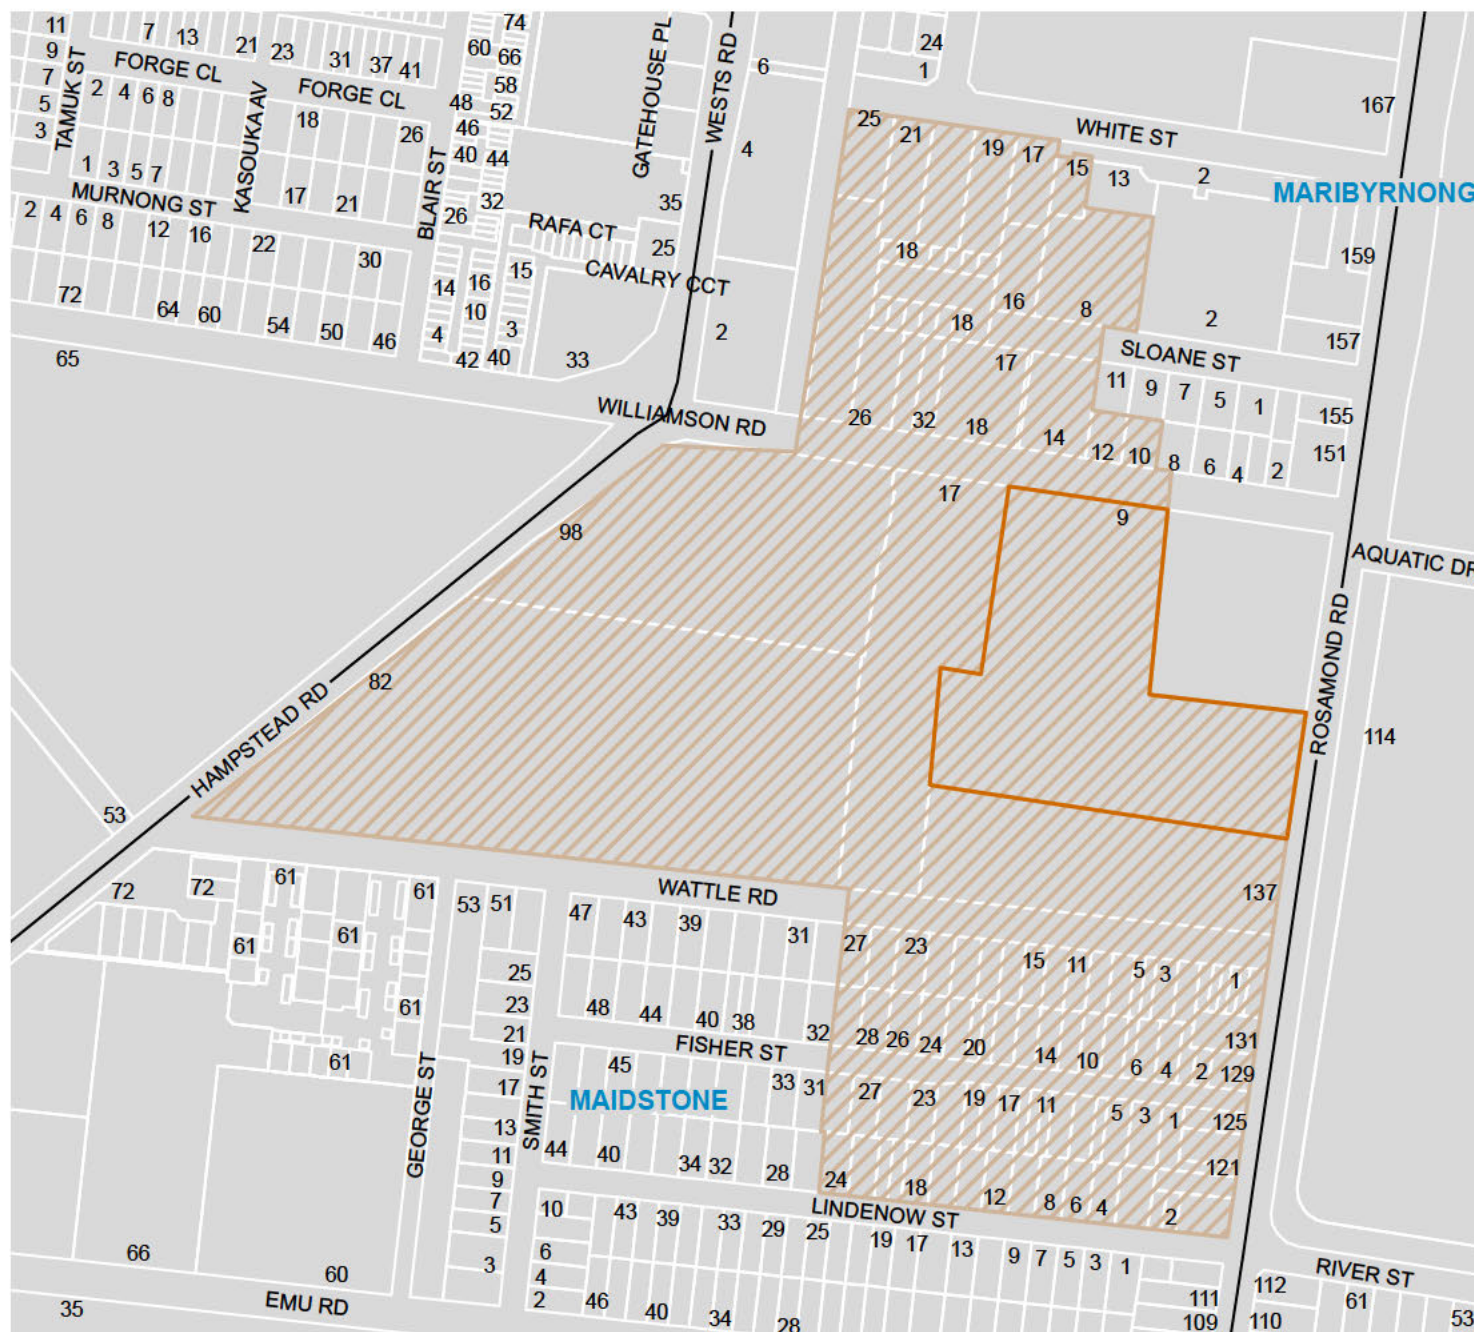 11 7 13 21 23 31 37 41 60 74 66
9 FORGE CL FORGE CL 58
7 TAMUK ST 2 4 6 8 48 52
5 KASOUKA AV 18 26 46
3 40 44
1 3 5 7 17 21 BLAIR ST 32
MURNONG ST 26
2 4 6 8 12 16 22 30
72 64 60 54 50 46
14 16 15
4 10 3
42 40 33
65
GATEHOUSE PL
WESTS RD
6
4
35
RAFA CT
25
CAVALRY CCT
2
WILLIAMSON RD
24
1
167
WHITE ST
25 21 19 17 15 13 2
MARIBYRNONG
159
18
16 8 2
18
157
SLOANE ST
17
11 9 7 5 1 155
26 32 18 14 12 10 8 6 4 2 151
17
9
98
AQUATIC DR
ROSAMOND RD
82
HAMPSTEAD RD
114
53
72 72 61 61 53 51
WATTLE RD
137
47 43 39 31 27 23 15 11 5 3 1
61 61
25
61 23
48 44 40 38 32 28 26 24 20 14 10 6 4 2 131
21
FISHER ST
61 19 45 33 31 27 23 19 17 11 5 3 1 129
GEORGE ST
SMITH ST
17
MAIDSTONE
125
13
11 44 40 34 32 28 24 18 12 8 6 4 2 121
9
7
5
3
LINDENOW ST
10 43 39 33 29 25 19 17 13 9 7 5 3 1
6
4
2 46 40 34 28
66 60
EMU RD
35
111
109
RIVER ST
112 61 53
110